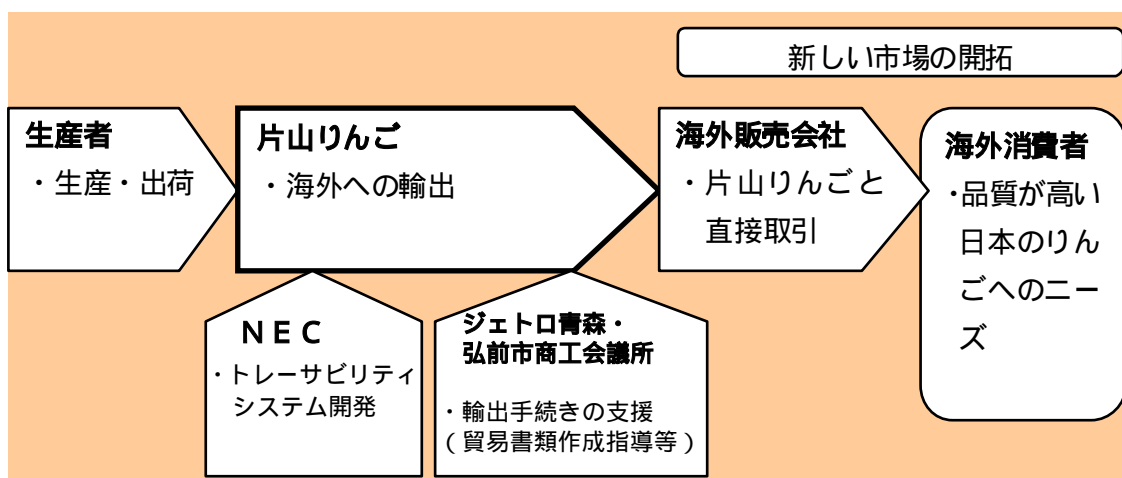 新しい市場の開拓
生産者
・生産・出荷
片山りんご
・海外への輸出
海外販売会社
・片山りんごと
直接取引
海外消費者
・品質が高い
日本のりん
ごへのニー
ズ
ＮＥＣ
・トレーサビリティ
システム開発
ジェトロ青森・
弘前市商工会議所
・輸出手続きの支援
（貿易書類作成指導等）